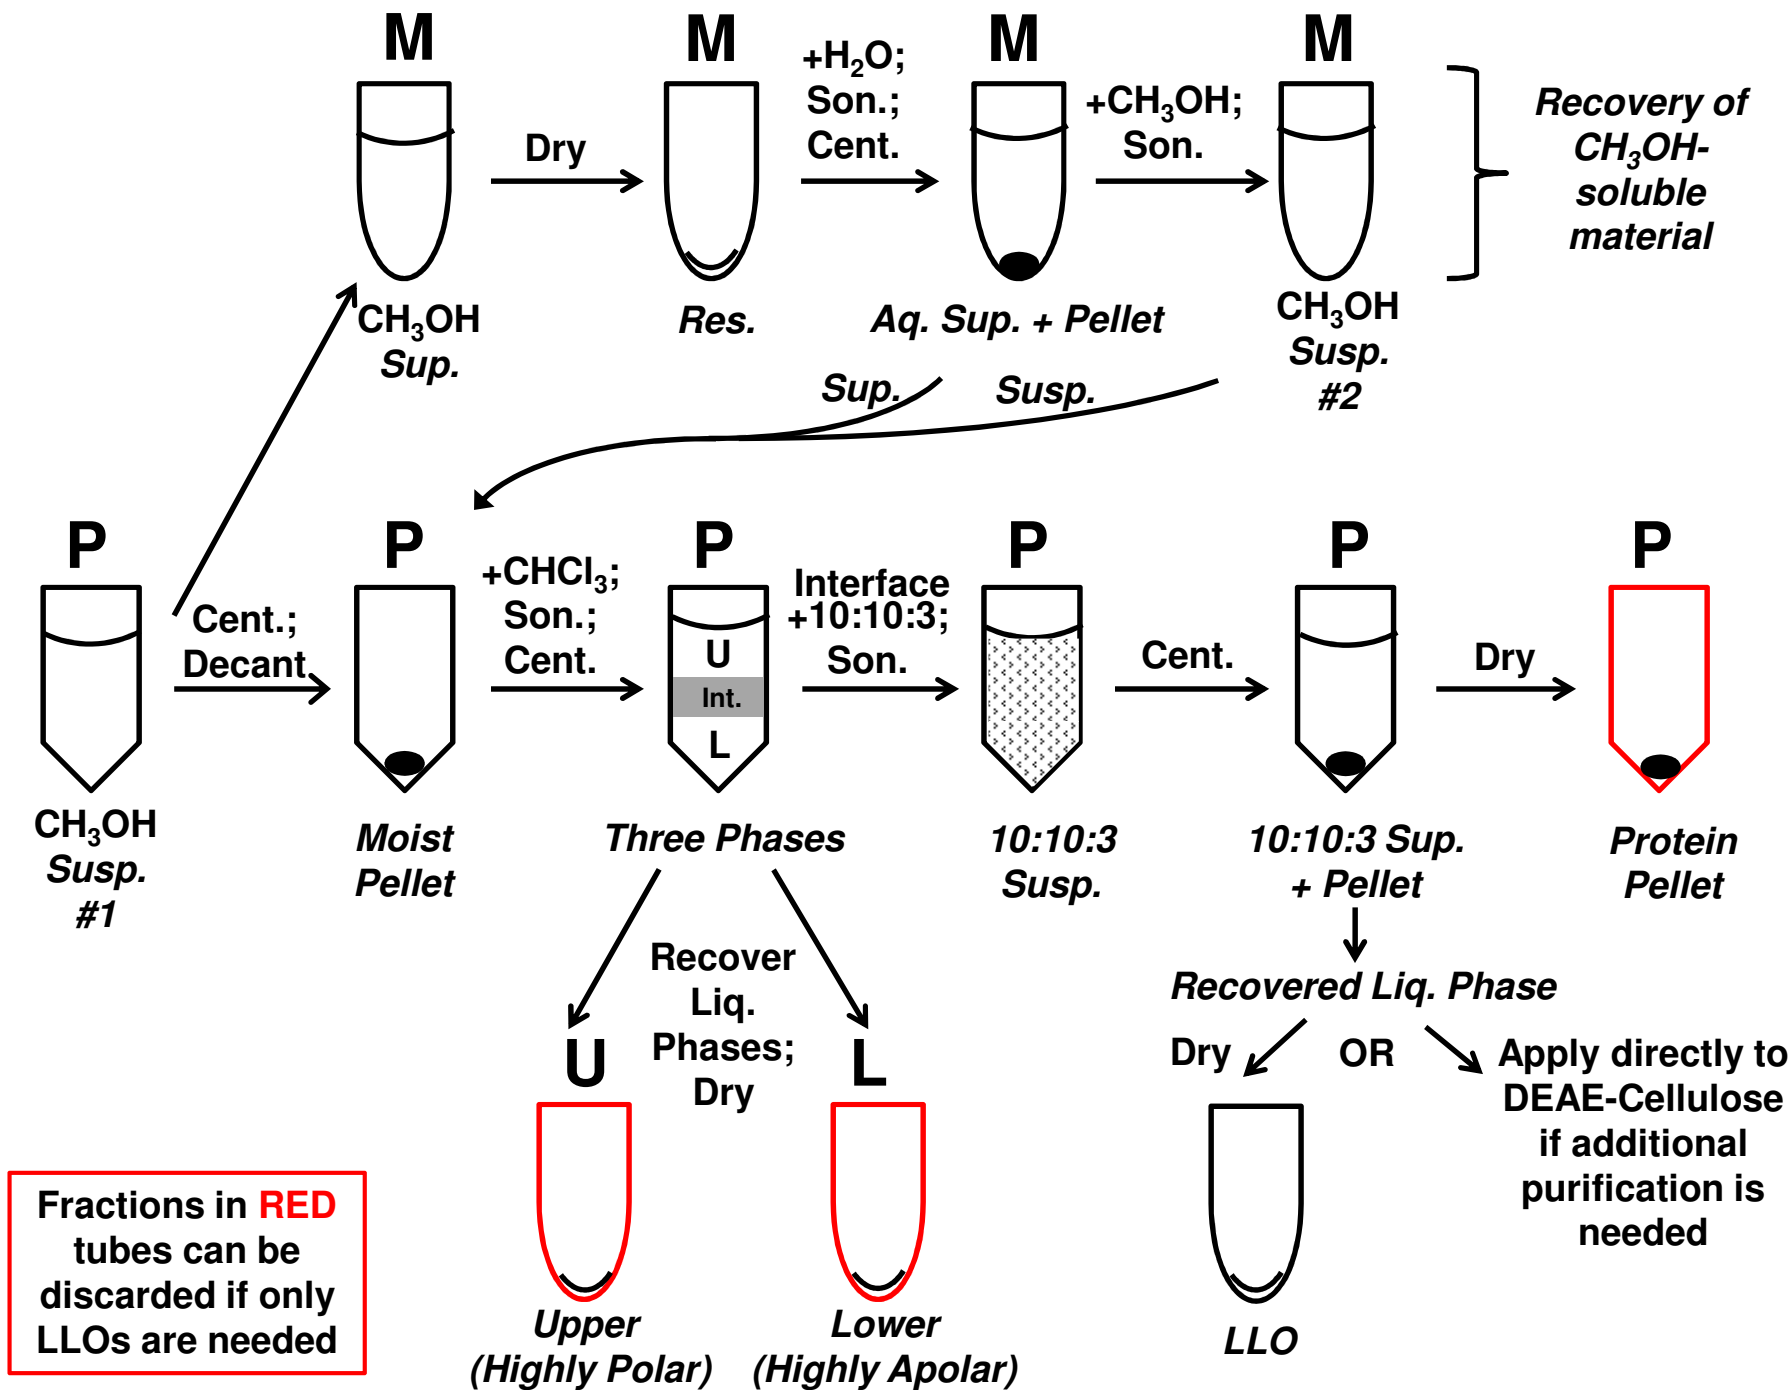 M
M
M
M
Dry
+H₂O;
Son.;
Cent.
+CH₃OH;
Son.
Recovery of
CH₃OH-
soluble
material
CH₃OH
Sup.
Res.
Aq. Sup. + Pellet
CH₃OH
Susp.
#2
Sup.
Susp.
P
P
P
P
P
P
Cent.;
Decant
+CHCl₃;
Son.;
Cent.
U
Int.
L
Interface
+10:10:3;
Son.
Cent.
Dry
CH₃OH
Susp.
#1
Moist
Pellet
Three Phases
10:10:3
Susp.
10:10:3 Sup.
+ Pellet
Protein
Pellet
Recover
Liq.
Phases;
Dry
U
L
Recovered Liq. Phase
Dry
OR
Apply directly to
DEAE-Cellulose
if additional
purification is
needed
Fractions in RED
tubes can be
discarded if only
LLOs are needed
Upper
(Highly Polar)
Lower
(Highly Apolar)
LLO